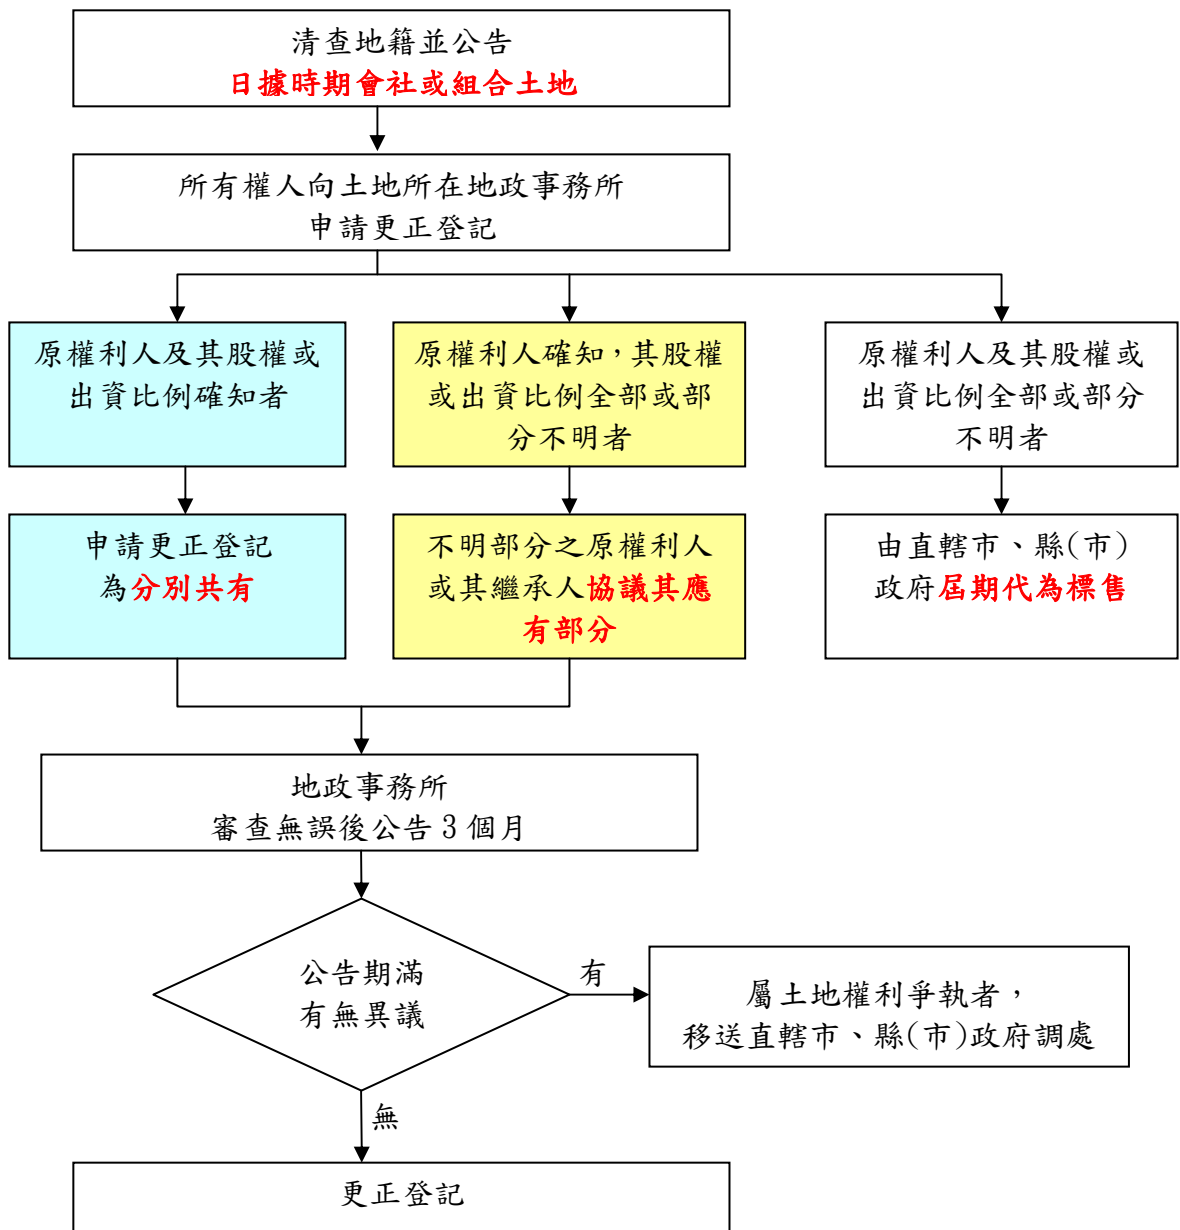 清查地籍並公告
日據時期會社或組合土地
所有權人向土地所在地政事務所
申請更正登記
原權利人及其股權或
出資比例確知者
原權利人確知，其股權
或出資比例全部或部
分不明者
原權利人及其股權或
出資比例全部或部分
不明者
申請更正登記
為分別共有
不明部分之原權利人
或其繼承人協議其應
有部分
由直轄市、縣(市)
政府屆期代為標售
地政事務所
審查無誤後公告3個月
公告期滿
有無異議
有
屬土地權利爭執者，
移送直轄市、縣(市)政府調處
無
更正登記